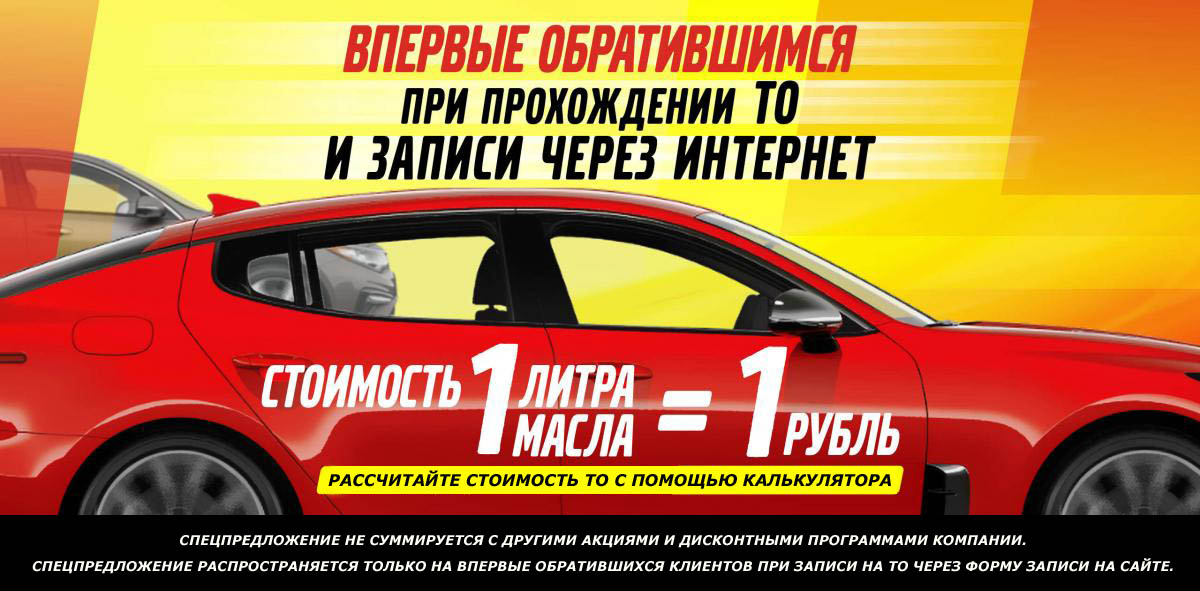 ВПЕРВЫЕ ОБРАТИВШИМСЯ
ПРИ ПРОХОЖДЕНИИ ТО
И ЗАПИСИ ЧЕРЕЗ ИНТЕРНЕТ
СТОИМОСТЬ 1 ЛИТРА
МАСЛА = 1 РУБЛЬ
РАССЧИТАЙТЕ СТОИМОСТЬ ТО С ПОМОЩЬЮ КАЛЬКУЛЯТОРА
СПЕЦПРЕДЛОЖЕНИЕ НЕ СУММИРУЕТСЯ С ДРУГИМИ АКЦИЯМИ И ДИСКОНТНЫМИ ПРОГРАММАМИ КОМПАНИИ.
СПЕЦПРЕДЛОЖЕНИЕ РАСПРОСТРАНЯЕТСЯ ТОЛЬКО НА ВПЕРВЫЕ ОБРАТИВШИХСЯ КЛИЕНТОВ ПРИ ЗАПИСИ НА ТО ЧЕРЕЗ ФОРМУ ЗАПИСИ НА САЙТЕ.